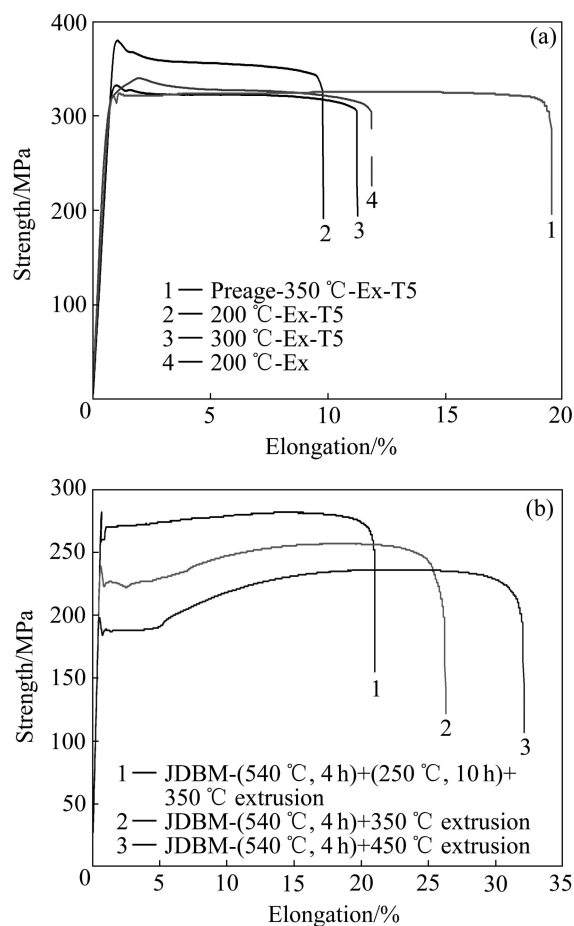 (a)
400
300
200
100
0
Strength/MPa
2
3
4
1
1 — Preage-350 ℃-Ex-T5
2 — 200 ℃-Ex-T5
3 — 300 ℃-Ex-T5
4 — 200 ℃-Ex
5
10
15
20
Elongation/%
(b)
300
250
200
150
100
50
0
Strength/MPa
1
2
3
1 — JDBM-(540 ℃, 4 h)+(250 ℃, 10 h)+
350 ℃ extrusion
2 — JDBM-(540 ℃, 4 h)+350 ℃ extrusion
3 — JDBM-(540 ℃, 4 h)+450 ℃ extrusion
5
10
15
20
25
30
35
Elongation/%